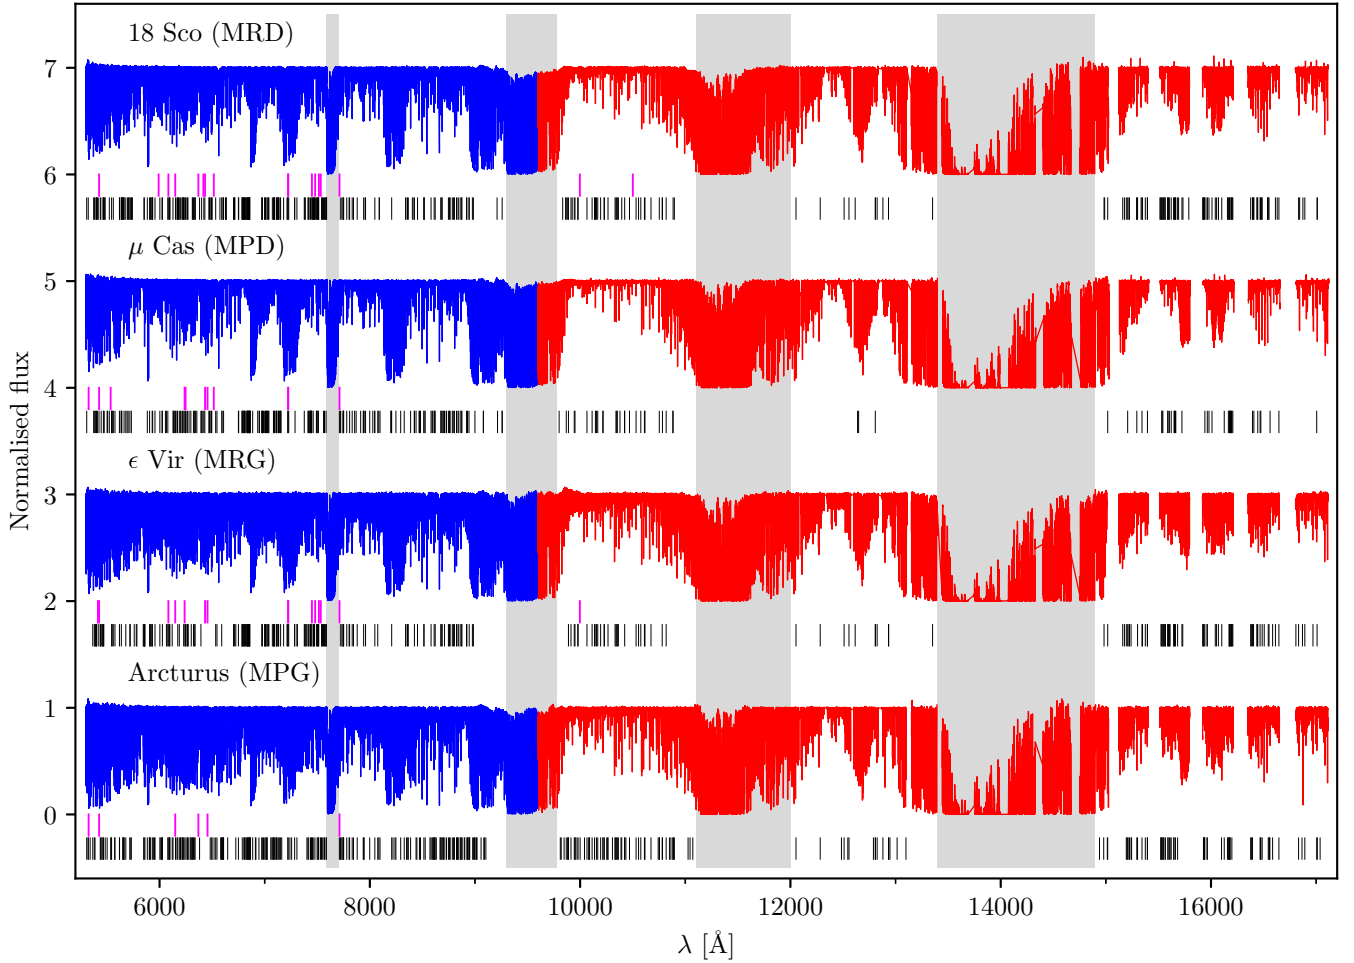 18 Sco (MRD)
7
6
μ Cas (MPD)
5
4
ϵ Vir (MRG)
3
2
Arcturus (MPG)
1
0
Normalised flux
6000 8000 10000 12000 14000 16000
λ [Å]